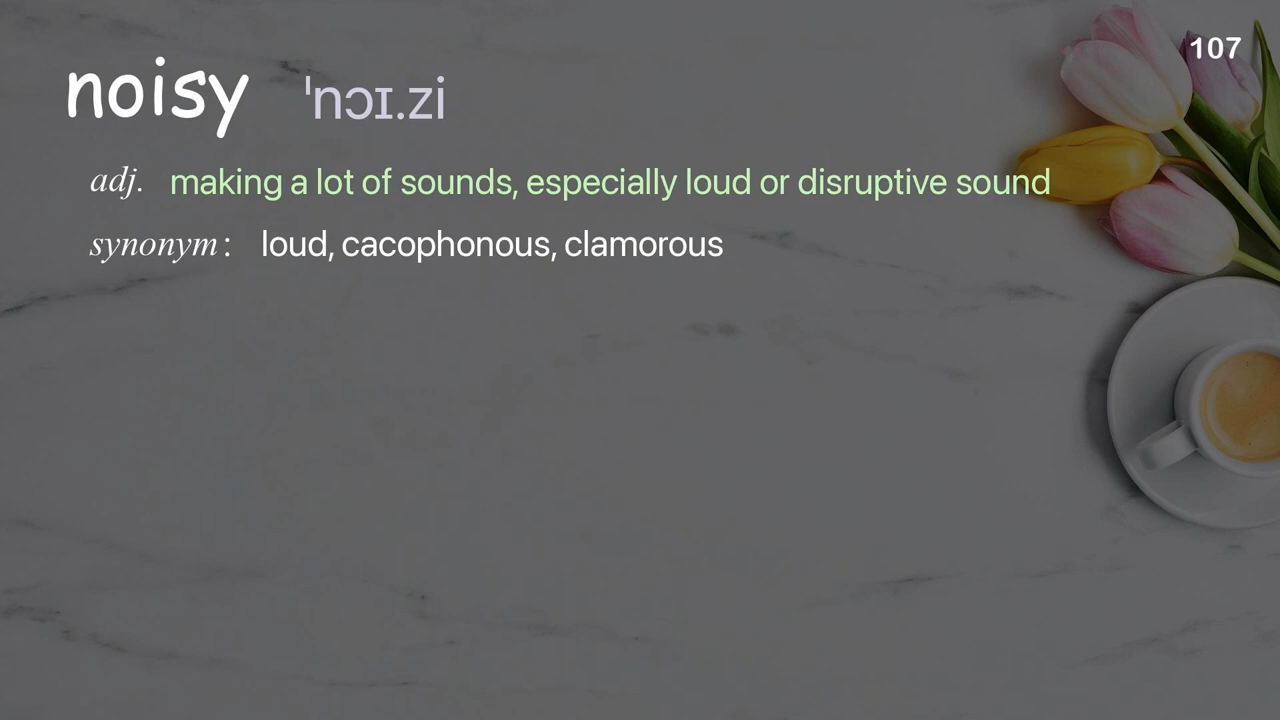 107
noisy ˈnɔɪ.zi
adj. making a lot of sounds, especially loud or disruptive sound
synonym : loud, cacophonous, clamorous